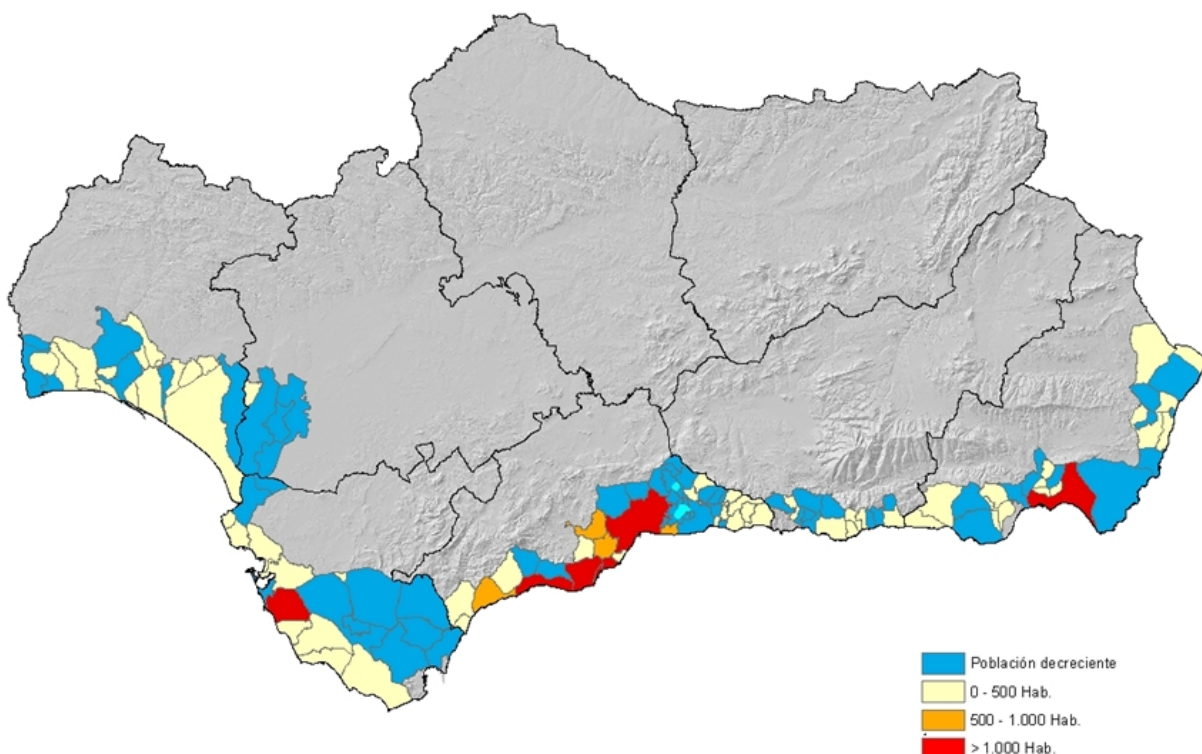 Población decreciente
0 - 500 Hab.
500 - 1.000 Hab.
> 1.000 Hab.